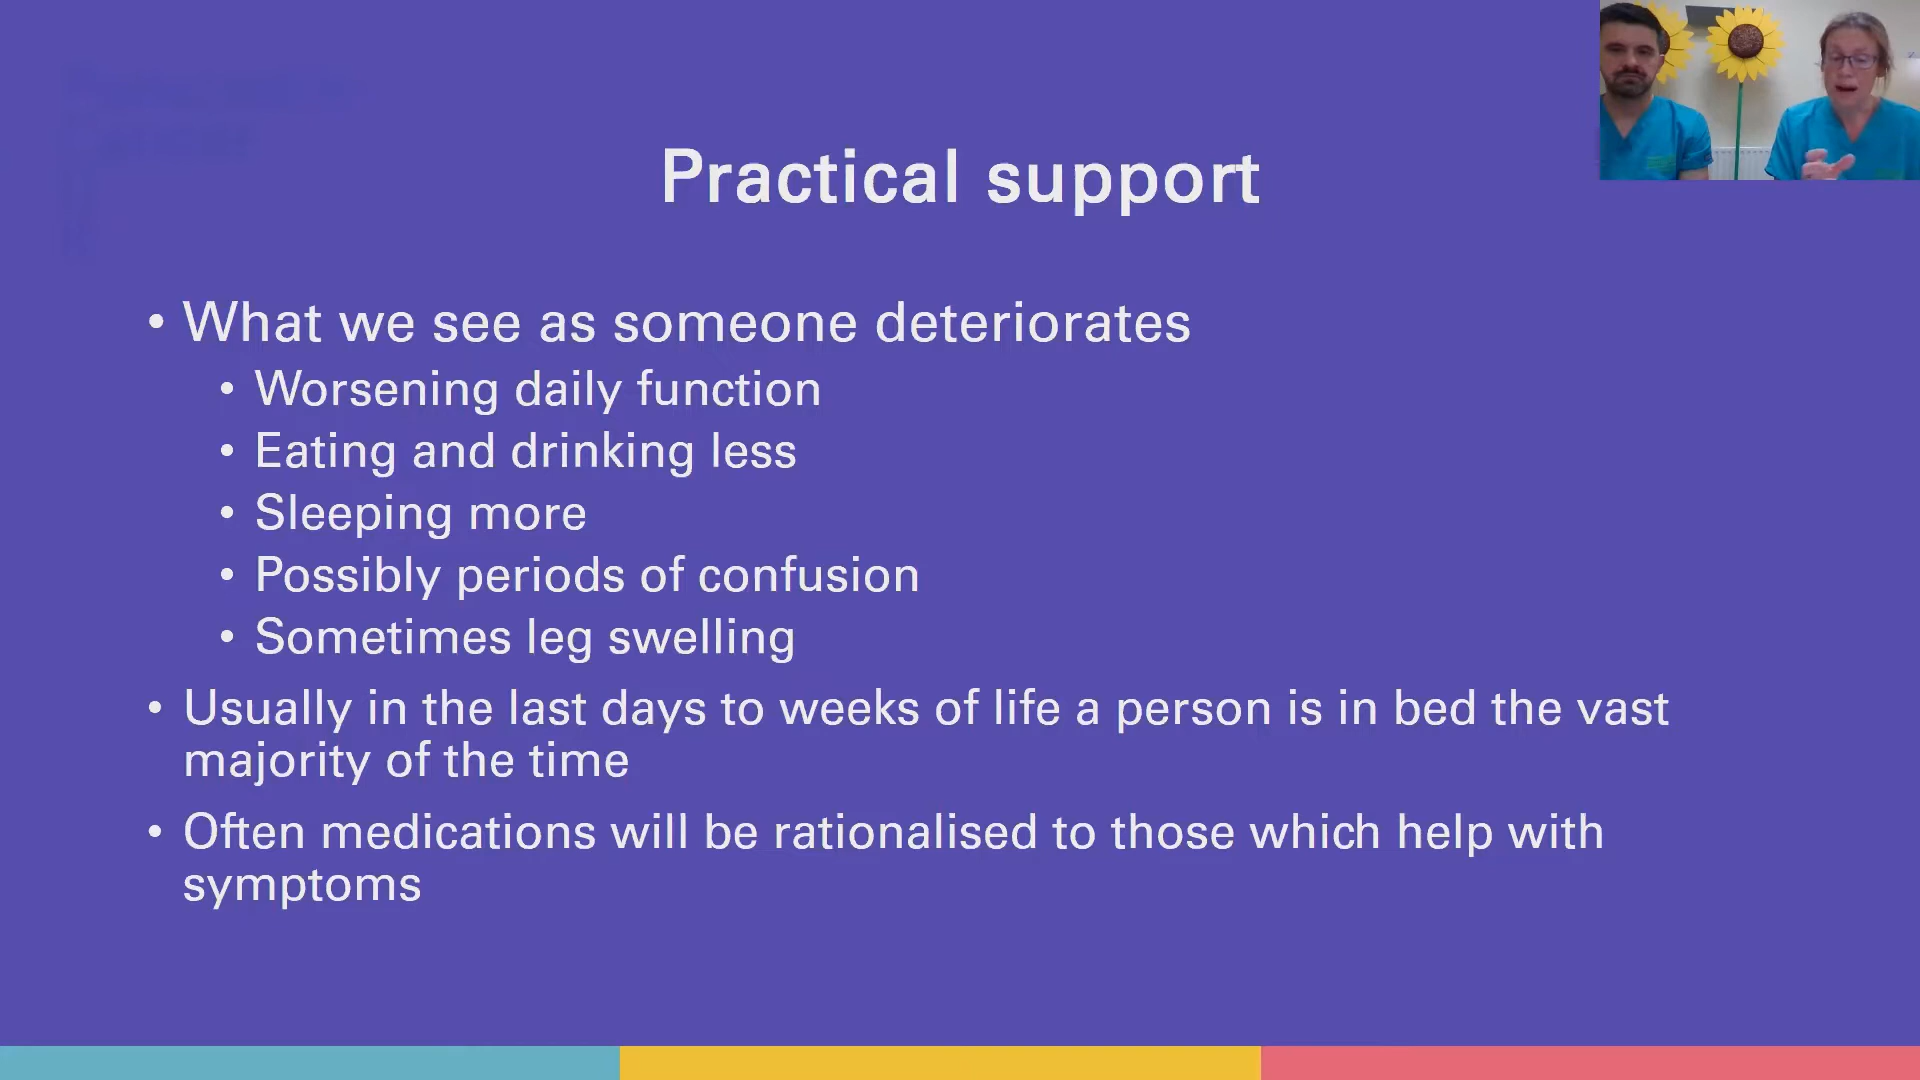 Practical support
• What we see as someone deteriorates
• Worsening daily function
• Eating and drinking less
• Sleeping more
• Possibly periods of confusion
• Sometimes leg swelling
• Usually in the last days to weeks of life a person is in bed the vast
majority of the time
• Often medications will be rationalised to those which help with
symptoms